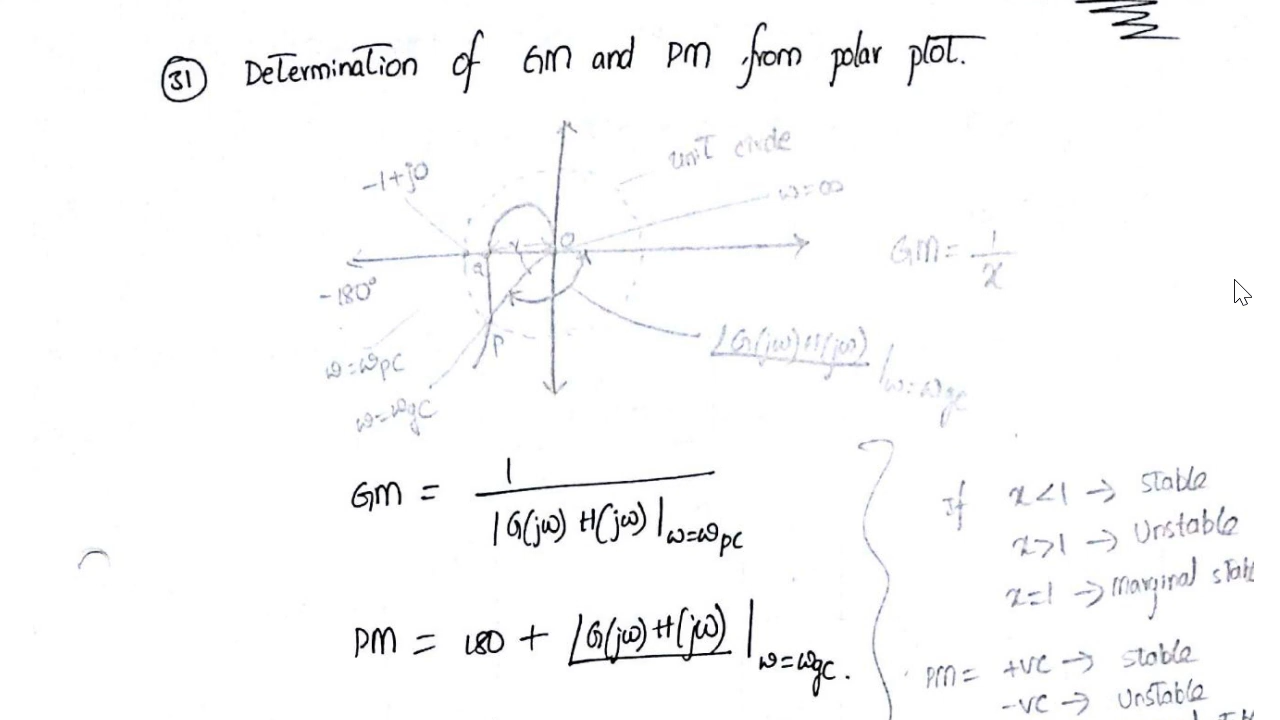 31 Determination of GM and PM from polar plot.
unit circle
-1+j0
ω=∞
0
GM = 1/x
a
-180°
P
∠G(jω)H(jω)|ω=ωgc
ω=ωpc
ω=ωgc
GM = 1/|G(jω) H(jω)|ω=ωpc
PM = 180 + ∠G(jω) H(jω)|ω=ωgc.
If x<1 → stable
x>1 → Unstable
x=1 → Marginal
PM = +ve → stable
-ve → Unstable